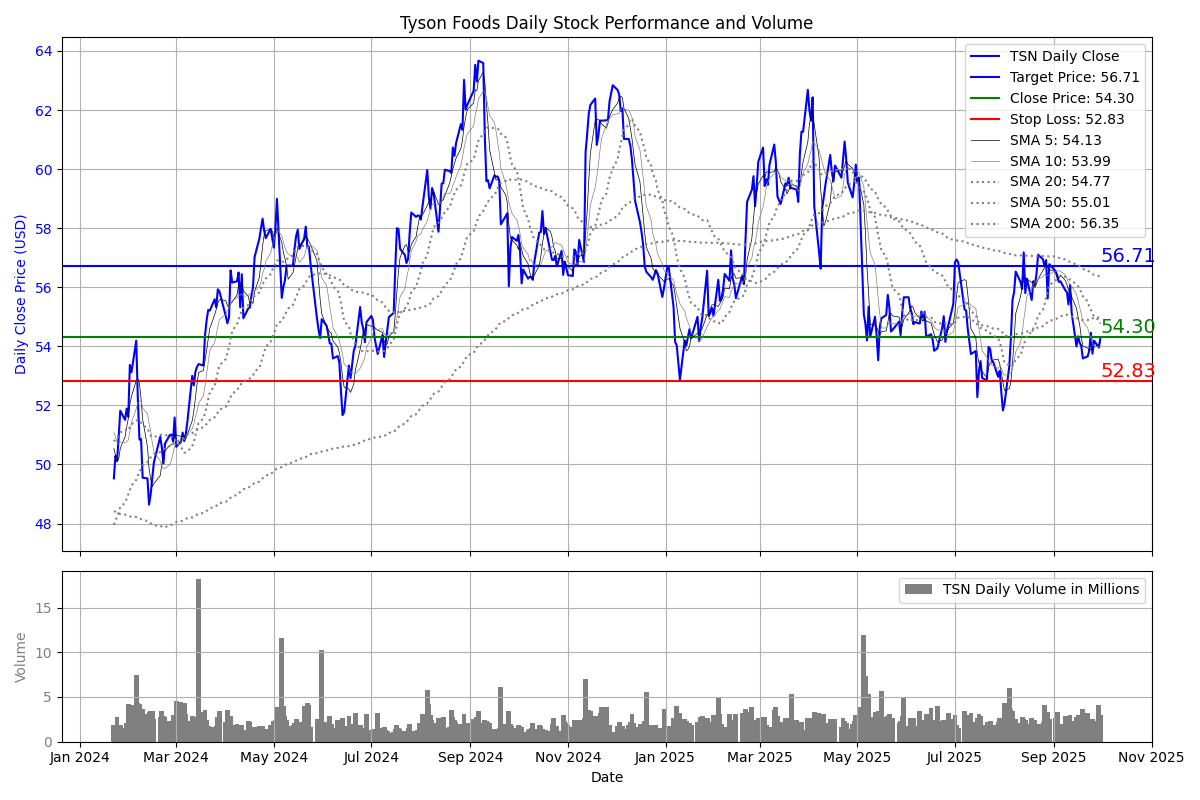 Tyson Foods Daily Stock Performance and Volume
Daily Close Price (USD)
64
62
60
58
56
54
52
50
48
TSN Daily Close
Target Price: 56.71
Close Price: 54.30
Stop Loss: 52.83
SMA 5: 54.13
SMA 10: 53.99
SMA 20: 54.77
SMA 50: 55.01
SMA 200: 56.35
56.71
54.30
52.83
Volume
15
10
5
0
TSN Daily Volume in Millions
Jan 2024 Mar 2024 May 2024 Jul 2024 Sep 2024 Nov 2024 Jan 2025 Mar 2025 May 2025 Jul 2025 Sep 2025 Nov 2025
Date